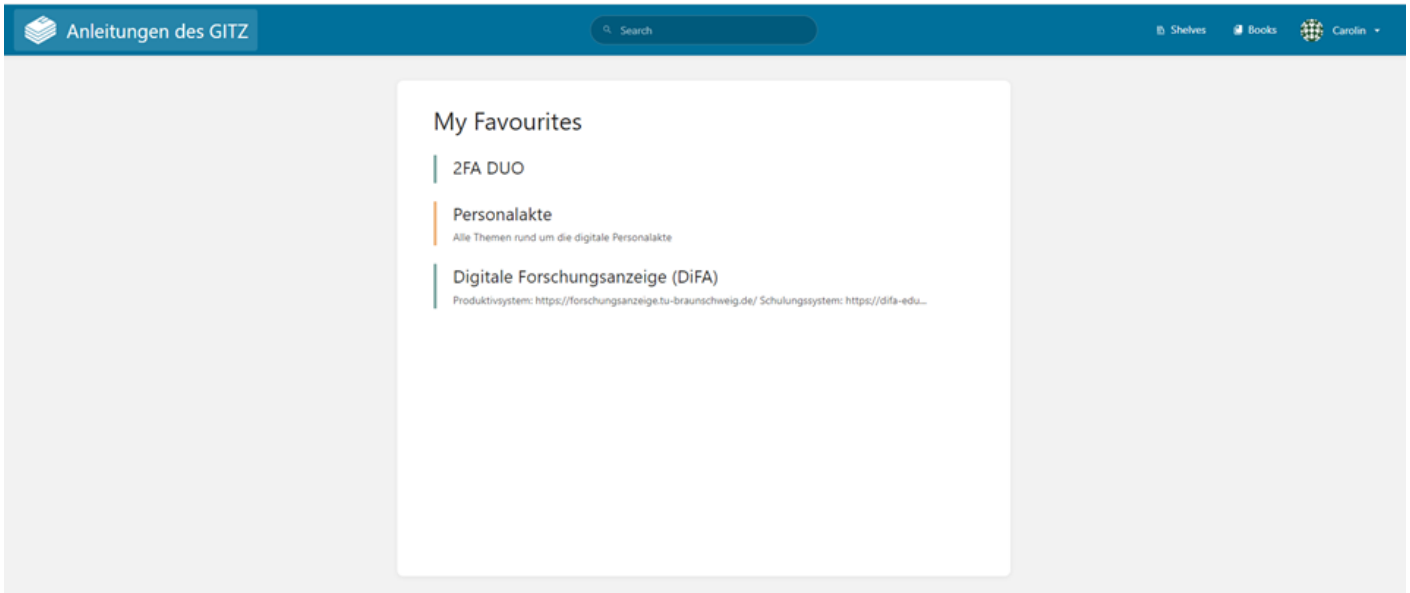 Anleitungen des GITZ
Search
Shelves
Books
Carolin
My Favourites
2FA DUO
Personalakte
Alle Themen rund um die digitale Personalakte
Digitale Forschungsanzeige (DiFA)
Produktivsystem: https://forschungsanzeige.tu-braunschweig.de/ Schulungssystem: https://difa-edu...